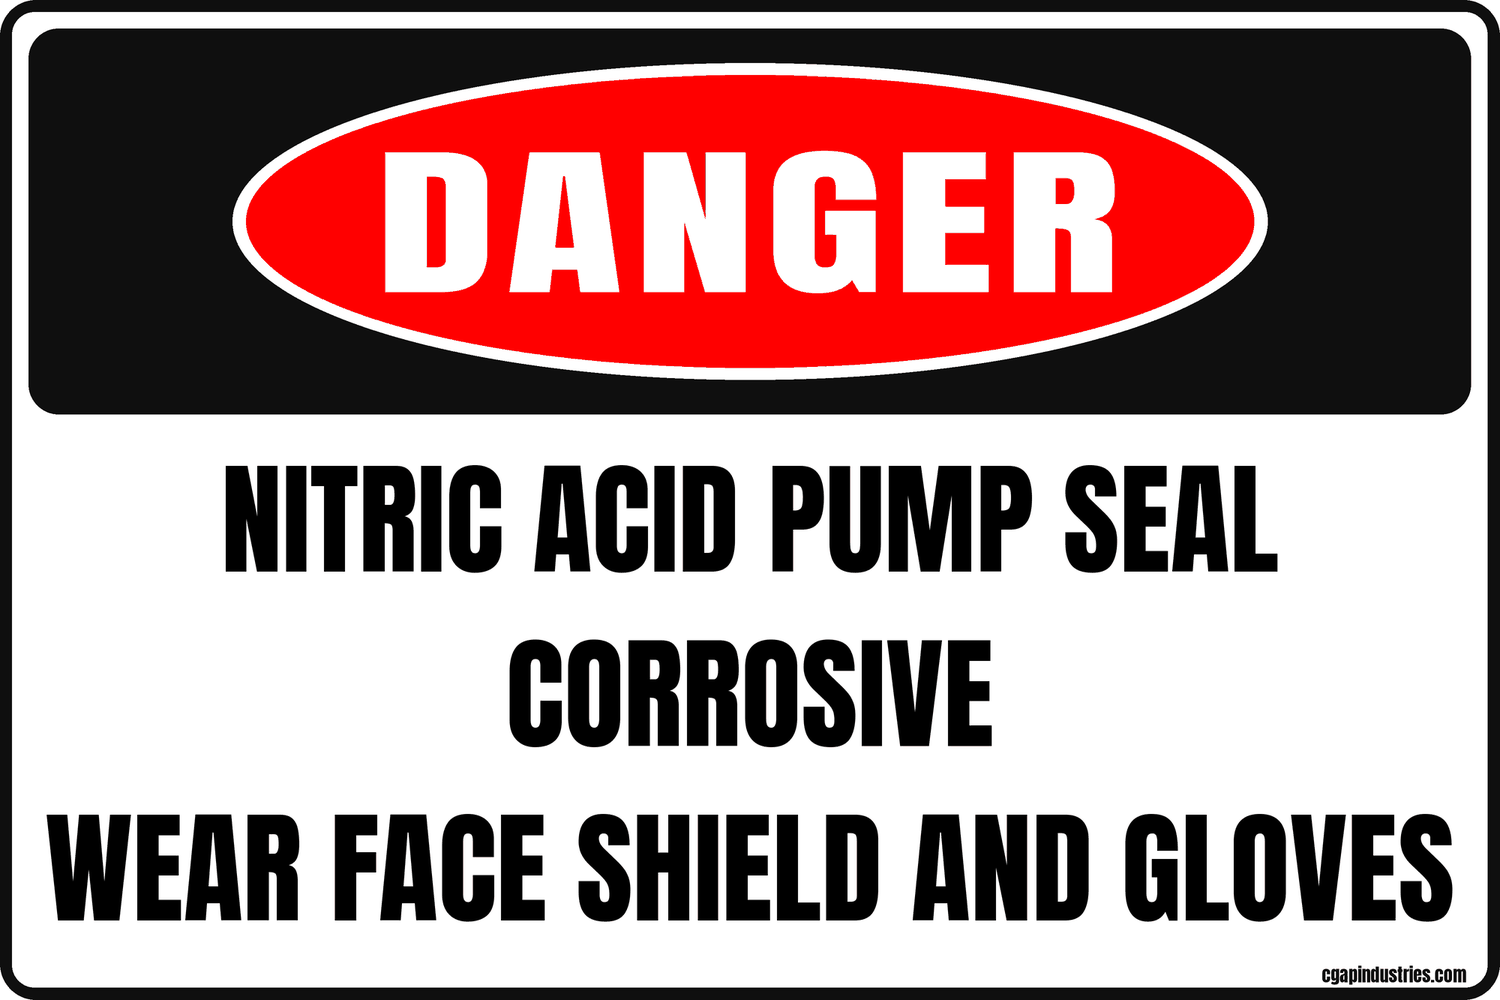 DANGER
NITRIC ACID PUMP SEAL
CORROSIVE
WEAR FACE SHIELD AND GLOVES
cgapindustries.com